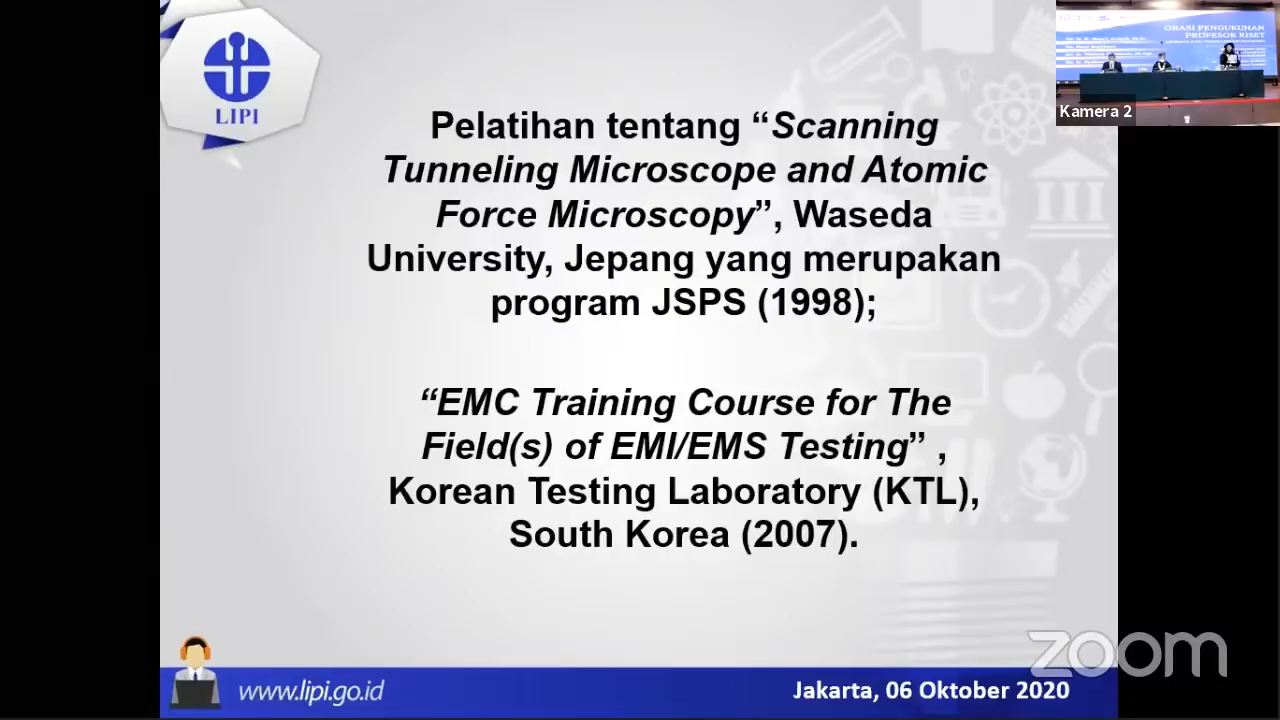 LIPI
ORASI PENGUKUHAN
PROFESOR RISET
Kamera 2
Pelatihan tentang “Scanning
Tunneling Microscope and Atomic
Force Microscopy”, Waseda
University, Jepang yang merupakan
program JSPS (1998);
“EMC Training Course for The
Field(s) of EMI/EMS Testing” ,
Korean Testing Laboratory (KTL),
South Korea (2007).
zoom
www.lipi.go.id
Jakarta, 06 Oktober 2020